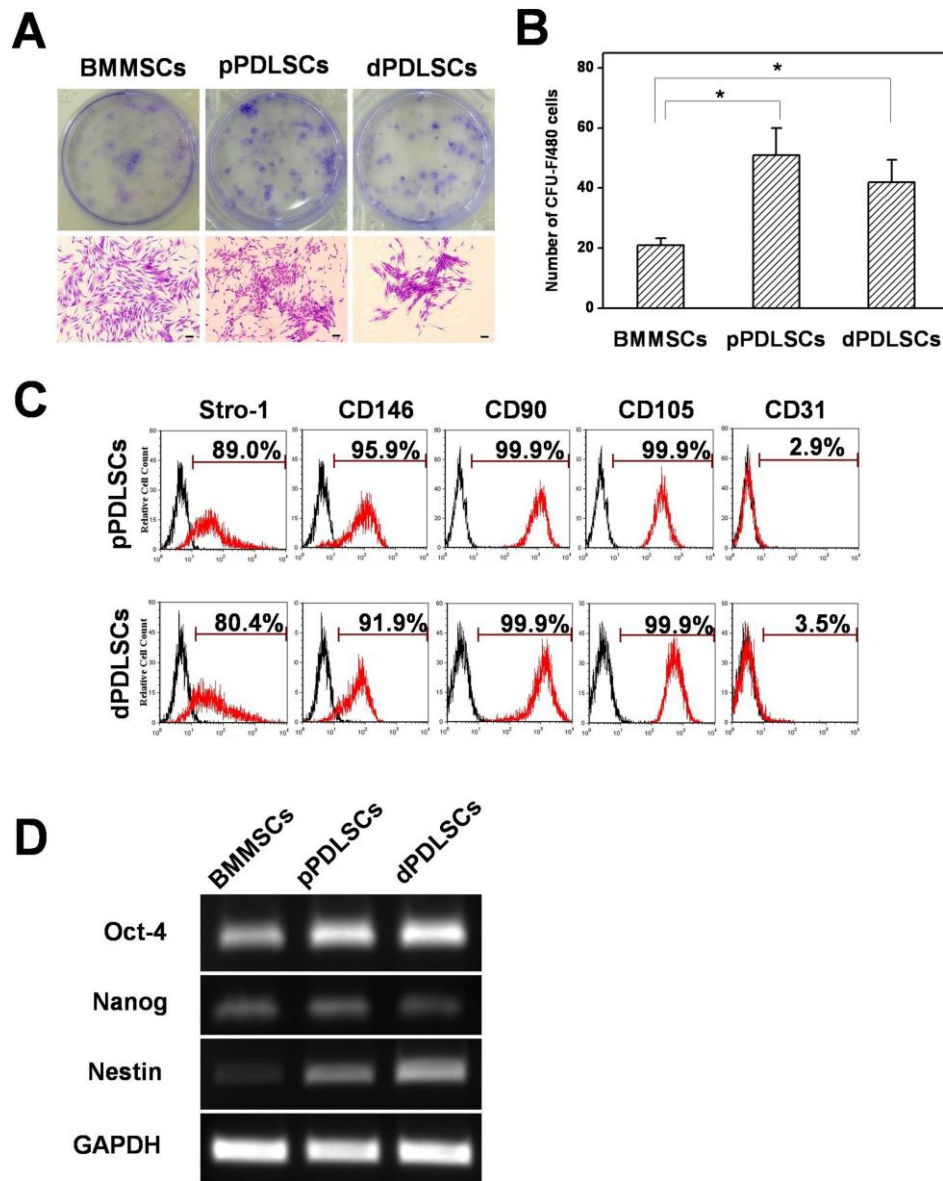 A
BMMSCs pPDLSCs dPDLSCs
B
Number of CFU-F/480 cells
80
60
40
20
0
*
*
BMMSCs pPDLSCs dPDLSCs
C
Stro-1 CD146 CD90 CD105 CD31
pPDLSCs
Relative Cell Count
89.0% 95.9% 99.9% 99.9% 2.9%
dPDLSCs
Relative Cell Count
80.4% 91.9% 99.9% 99.9% 3.5%
D
BMMSCs pPDLSCs dPDLSCs
Oct-4
Nanog
Nestin
GAPDH